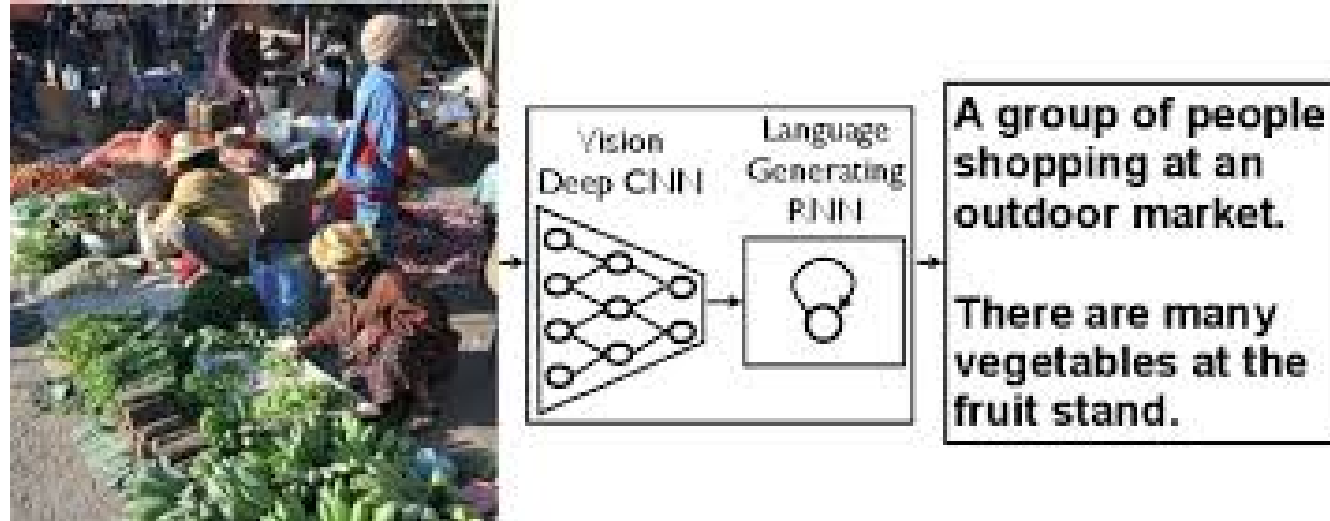 Vision
Deep CNN
Language
Generating
RNN
A group of people
shopping at an
outdoor market.
There are many
vegetables at the
fruit stand.